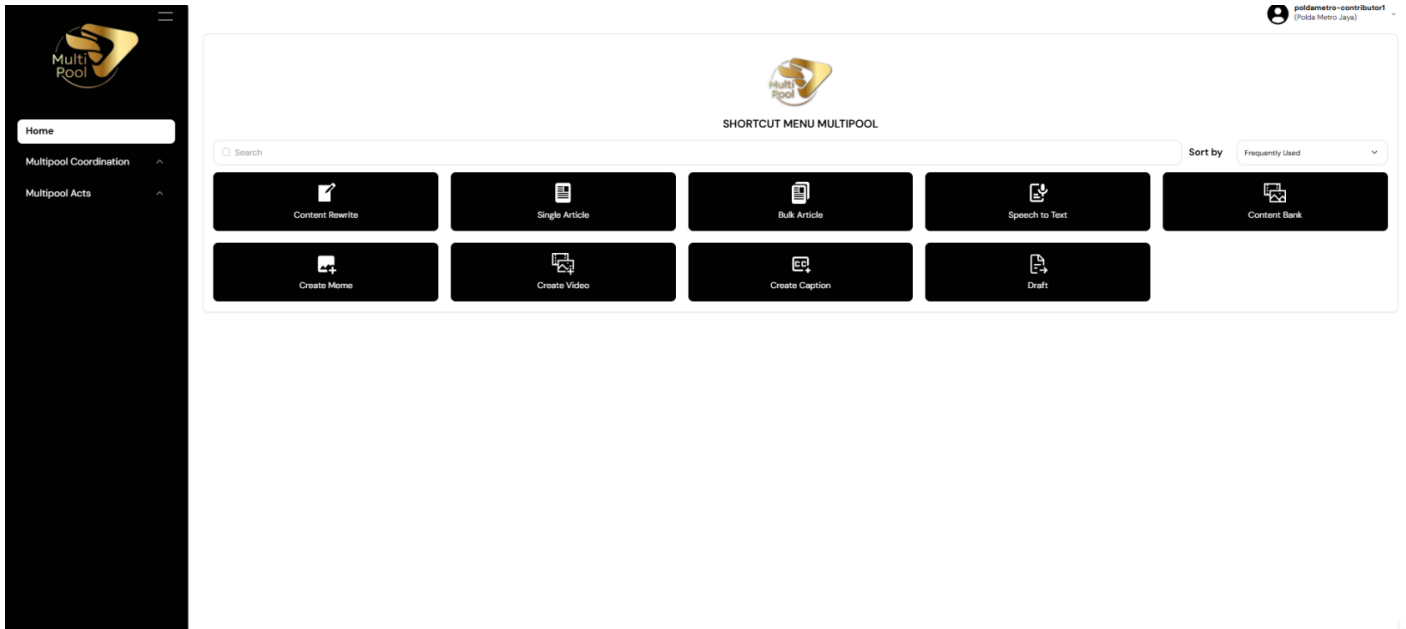 poldametro-contributor1
(Polda Metro Jaya)
Multi
Pool
Home
Multipool Coordination
Multipool Acts
Multi
Pool
SHORTCUT MENU MULTIPOOL
Search
Sort by
Frequently Used
Content Rewrite
Single Article
Bulk Article
Speech to Text
Content Bank
Create Meme
Create Video
CC
Create Caption
Draft